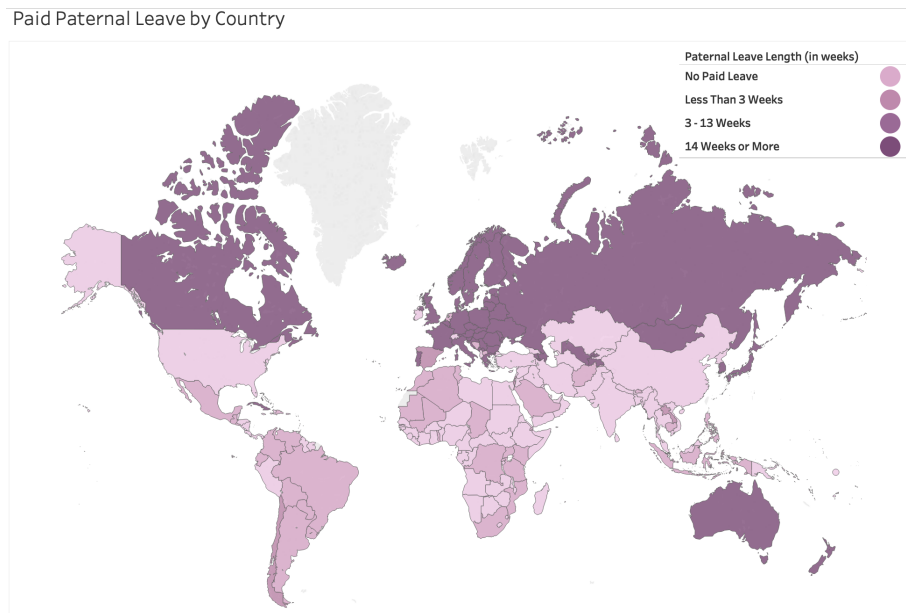 Paid Paternal Leave by Country
Paternal Leave Length (in weeks)
No Paid Leave
Less Than 3 Weeks
3 - 13 Weeks
14 Weeks or More